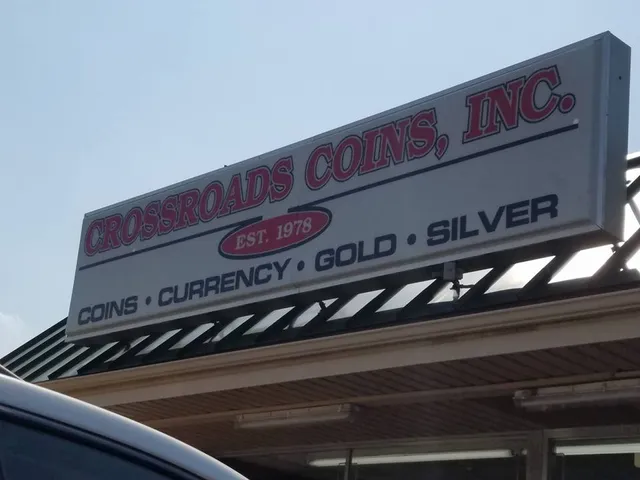 CROSSROADS COINS, INC.
EST. 1978
COINS • CURRENCY • GOLD • SILVER